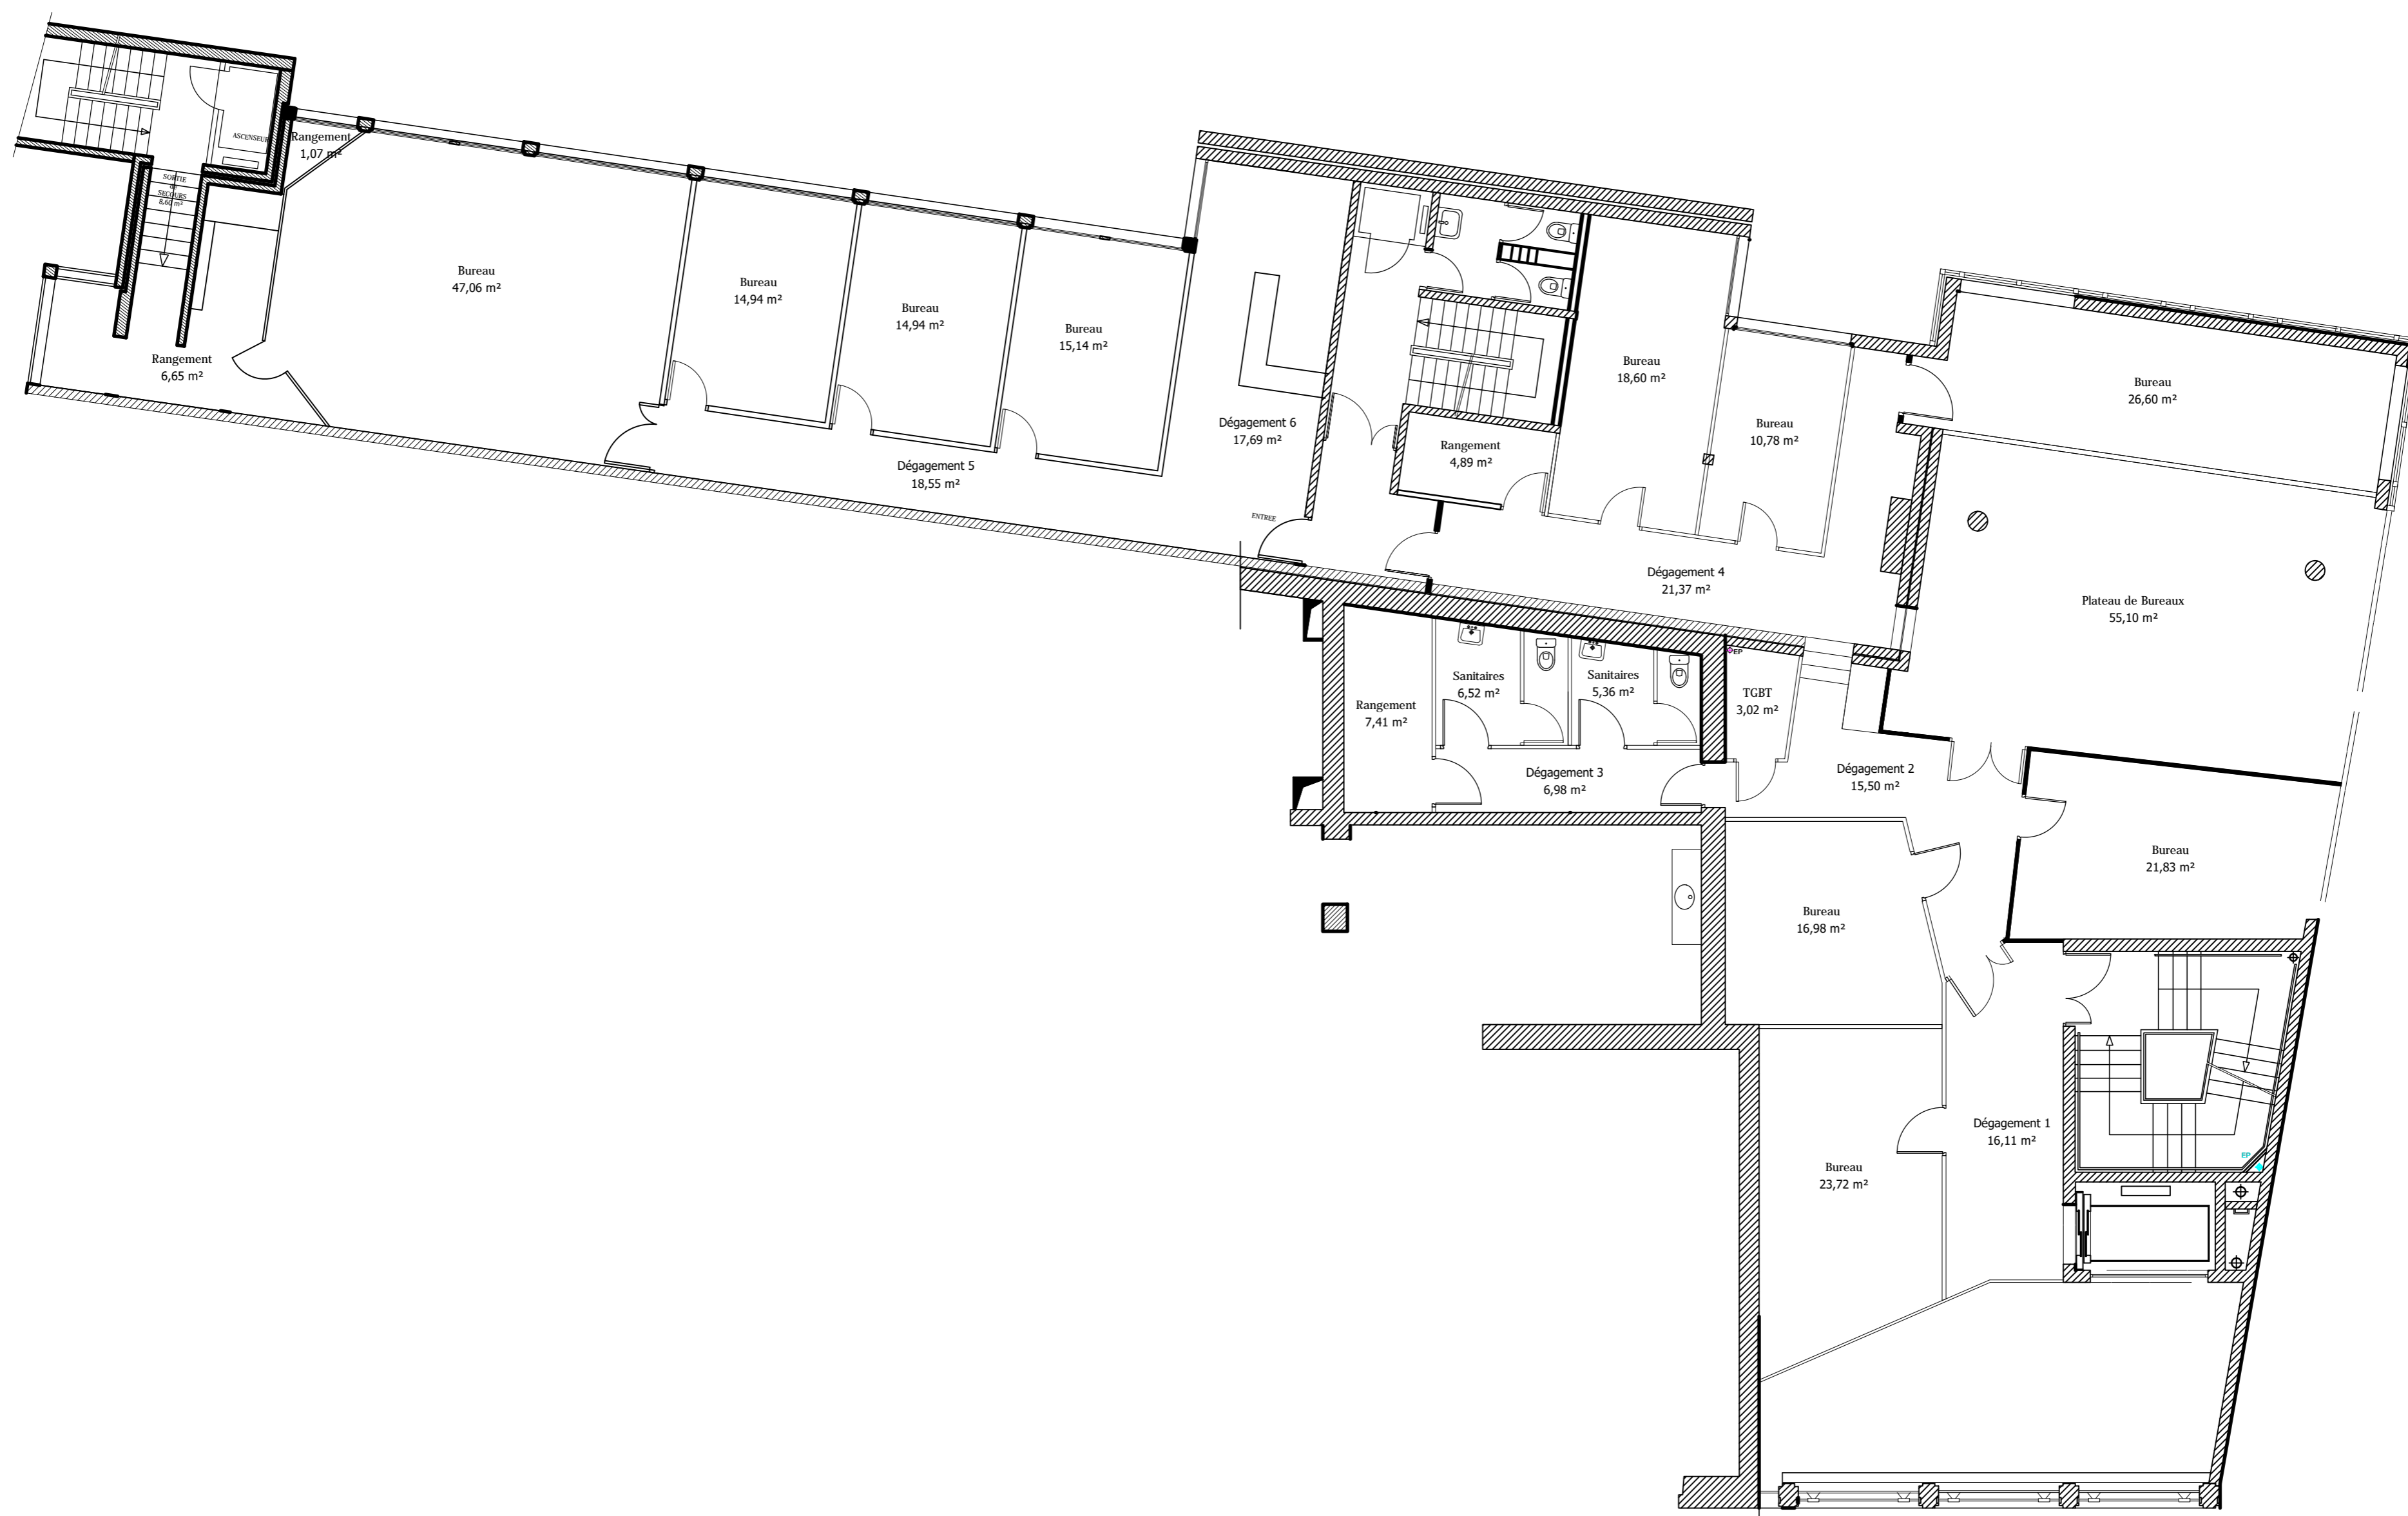 ASCENSEUR
Rangement
1,07 m²
SORTIE
de
SECOURS
8,60 m²
Rangement
6,65 m²
Bureau
47,06 m²
Bureau
14,94 m²
Bureau
14,94 m²
Bureau
15,14 m²
Dégagement 5
18,55 m²
Dégagement 6
17,69 m²
ENTREE
Rangement
4,89 m²
Bureau
18,60 m²
Bureau
10,78 m²
Bureau
26,60 m²
Dégagement 4
21,37 m²
Plateau de Bureaux
55,10 m²
Rangement
7,41 m²
Sanitaires
6,52 m²
Sanitaires
5,36 m²
EP
TGBT
3,02 m²
Dégagement 3
6,98 m²
Dégagement 2
15,50 m²
Bureau
21,83 m²
Bureau
16,98 m²
Dégagement 1
16,11 m²
Bureau
23,72 m²
EP